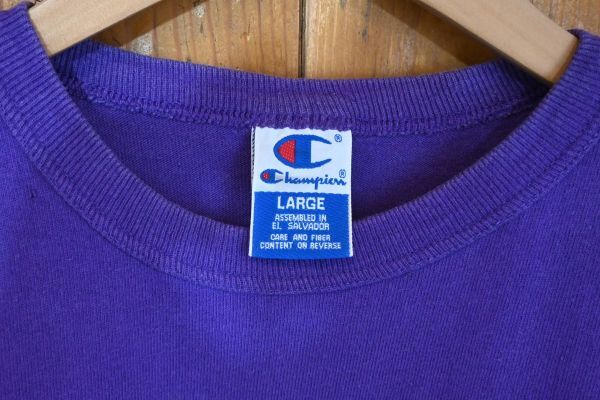 ®
Champion®
LARGE
ASSEMBLED IN
EL SALVADOR
CARE AND FIBER
CONTENT ON REVERSE